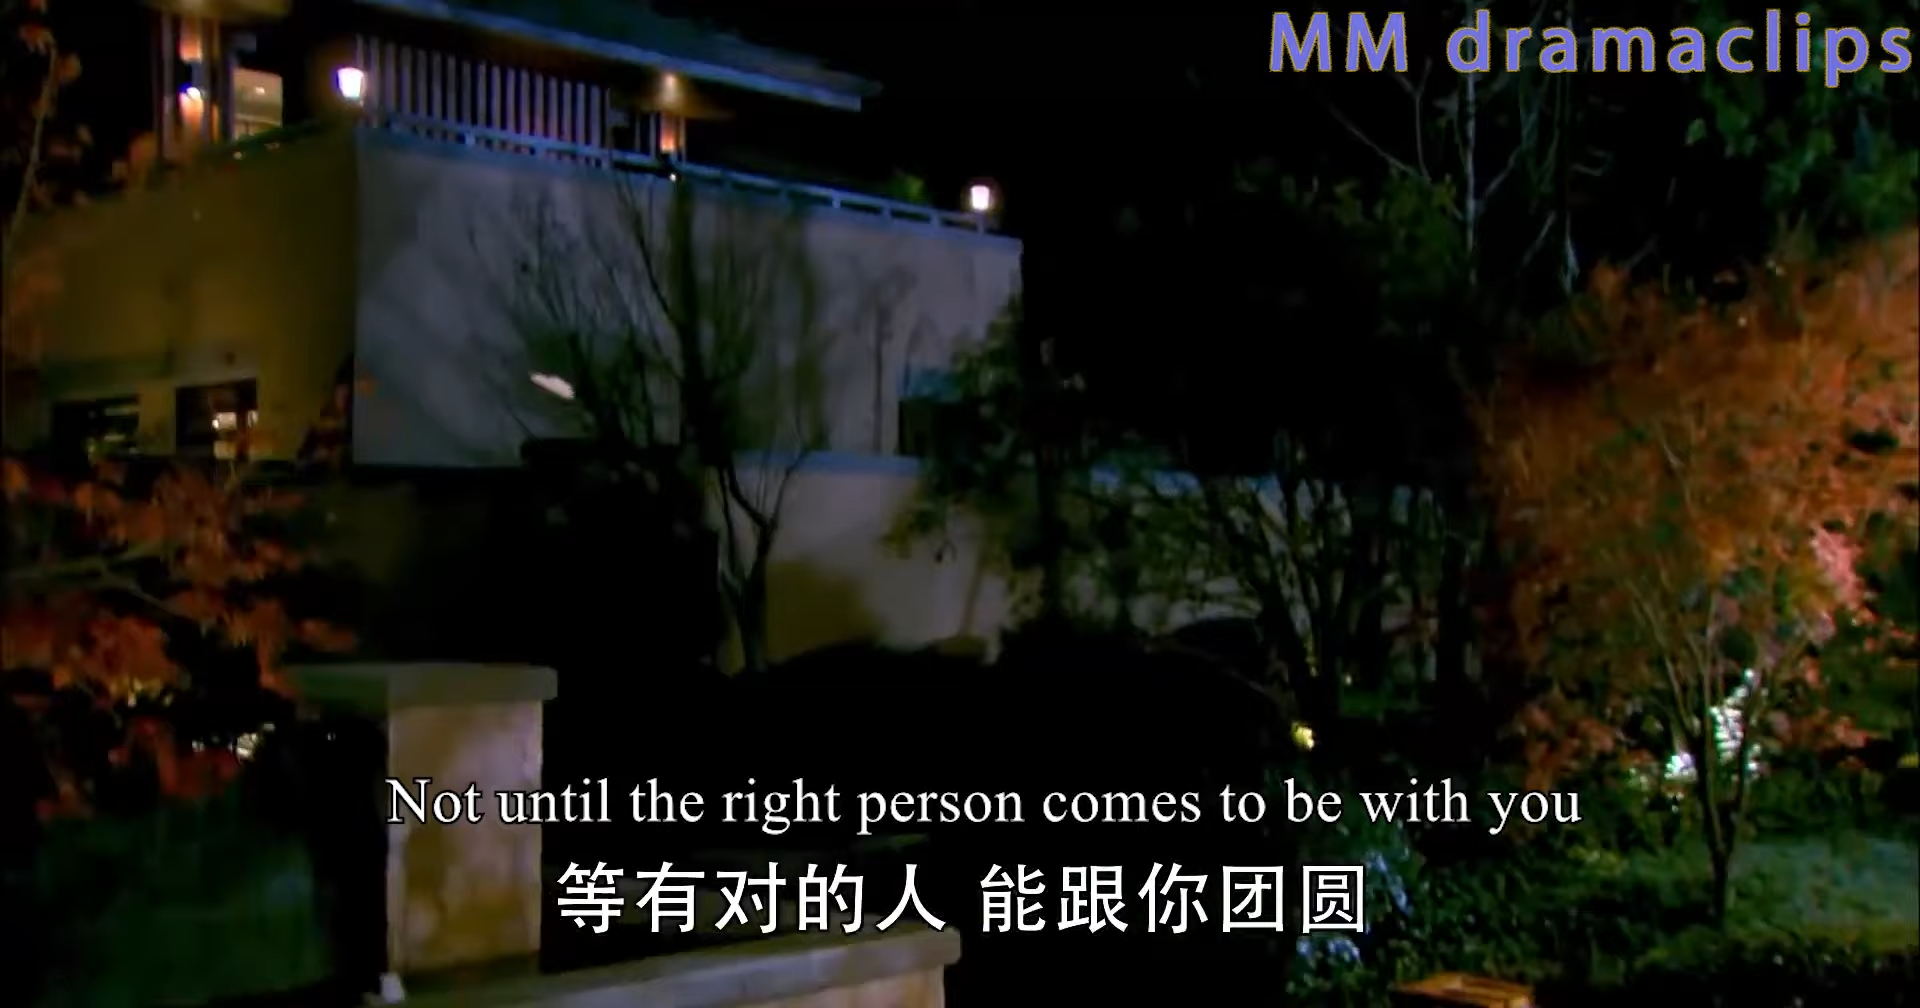 MM dramaclips
Not until the right person comes to be with you
等有对的人 能跟你团圆